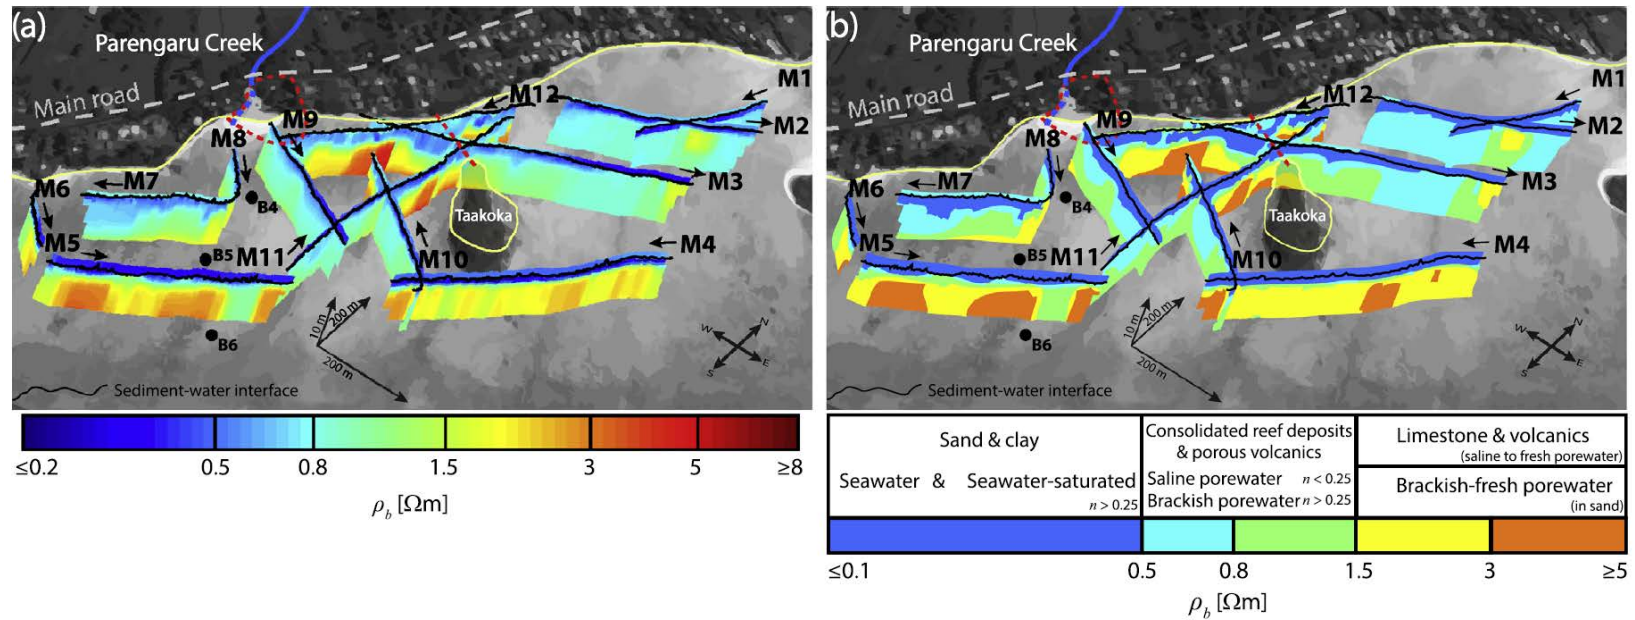 (a)
Parengaru Creek
Main road
M1
M2
M3
M4
M5
M6
M7
M8
M9
M10
M11
M12
B4
B5
B6
Taakoka
10 m
200 m
200 m
W
N
S
E
Sediment-water interface
≤0.2 0.5 0.8 1.5 3 5 ≥8
ρb [Ωm]
(b)
Parengaru Creek
Main road
M1
M2
M3
M4
M5
M6
M7
M8
M9
M10
M11
M12
B4
B5
B6
Taakoka
10 m
200 m
200 m
W
N
S
E
Sediment-water interface
Sand & clay
Seawater & Seawater-saturated
n > 0.25
Consolidated reef deposits
& porous volcanics
Saline porewater n < 0.25
Brackish porewater n > 0.25
Limestone & volcanics
(saline to fresh porewater)
Brackish-fresh porewater
(in sand)
≤0.1 0.5 0.8 1.5 3 ≥5
ρb [Ωm]